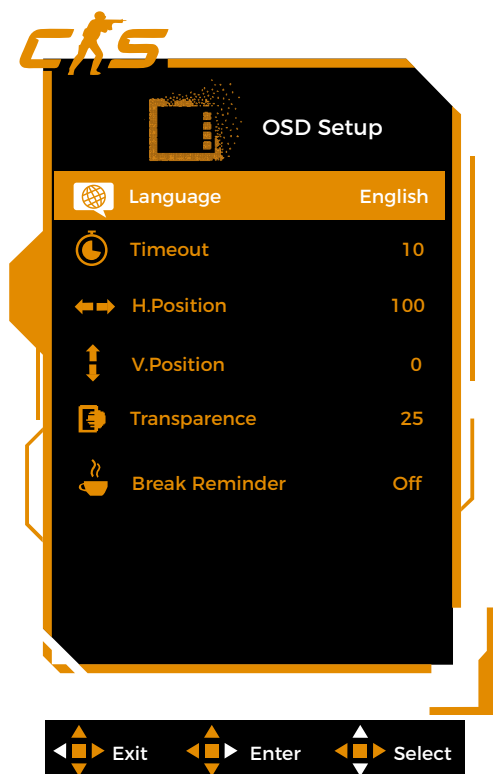 CS
OSD Setup
Language English
Timeout 10
H.Position 100
V.Position 0
Transparence 25
Break Reminder Off
Exit Enter Select